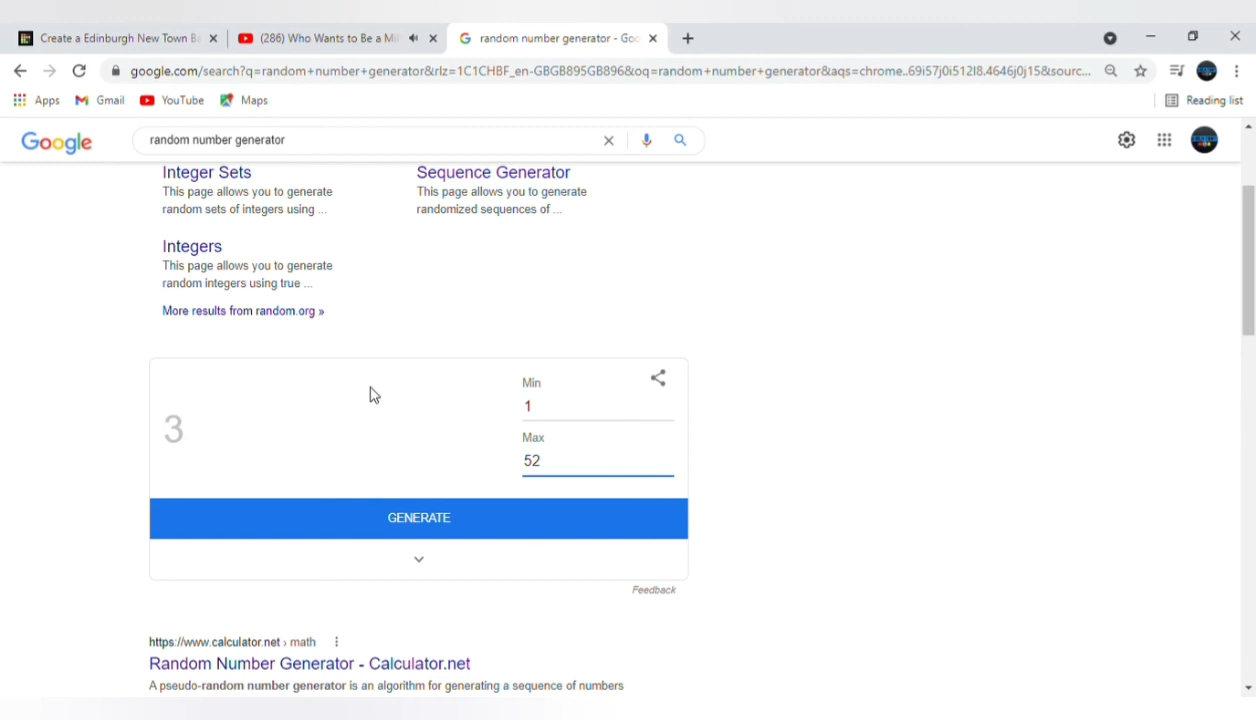 Create a Edinburgh New Town Ba
(286) Who Wants to Be a Mil
random number generator - Goo
google.com/search?q=random+number+generator&rlz=1C1CHBF_en-GBGB895GB896&oq=random+number+generator&aqs=chrome..69i57j0i512l8.4646j0j15&sourc...
Apps Gmail YouTube Maps Reading list
Google random number generator
Integer Sets Sequence Generator
This page allows you to generate This page allows you to generate
random sets of integers using ... randomized sequences of ...
Integers
This page allows you to generate
random integers using true ...
More results from random.org »
Min
1
3
Max
52
GENERATE
Feedback
https://www.calculator.net › math
Random Number Generator - Calculator.net
A pseudo-random number generator is an algorithm for generating a sequence of numbers